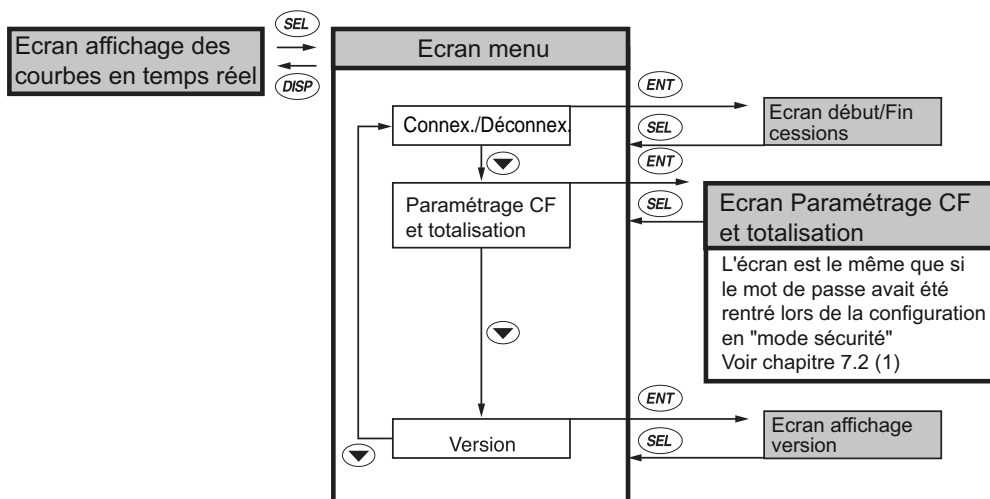 SEL
Ecran affichage des
courbes en temps réel
DISP
Ecran menu
Connex./Déconnex.
ENT
SEL
Ecran début/Fin
cessions
Paramétrage CF
et totalisation
ENT
SEL
Ecran Paramétrage CF
et totalisation
L'écran est le même que si
le mot de passe avait été
rentré lors de la configuration
en "mode sécurité"
Voir chapitre 7.2 (1)
Version
ENT
SEL
Ecran affichage
version